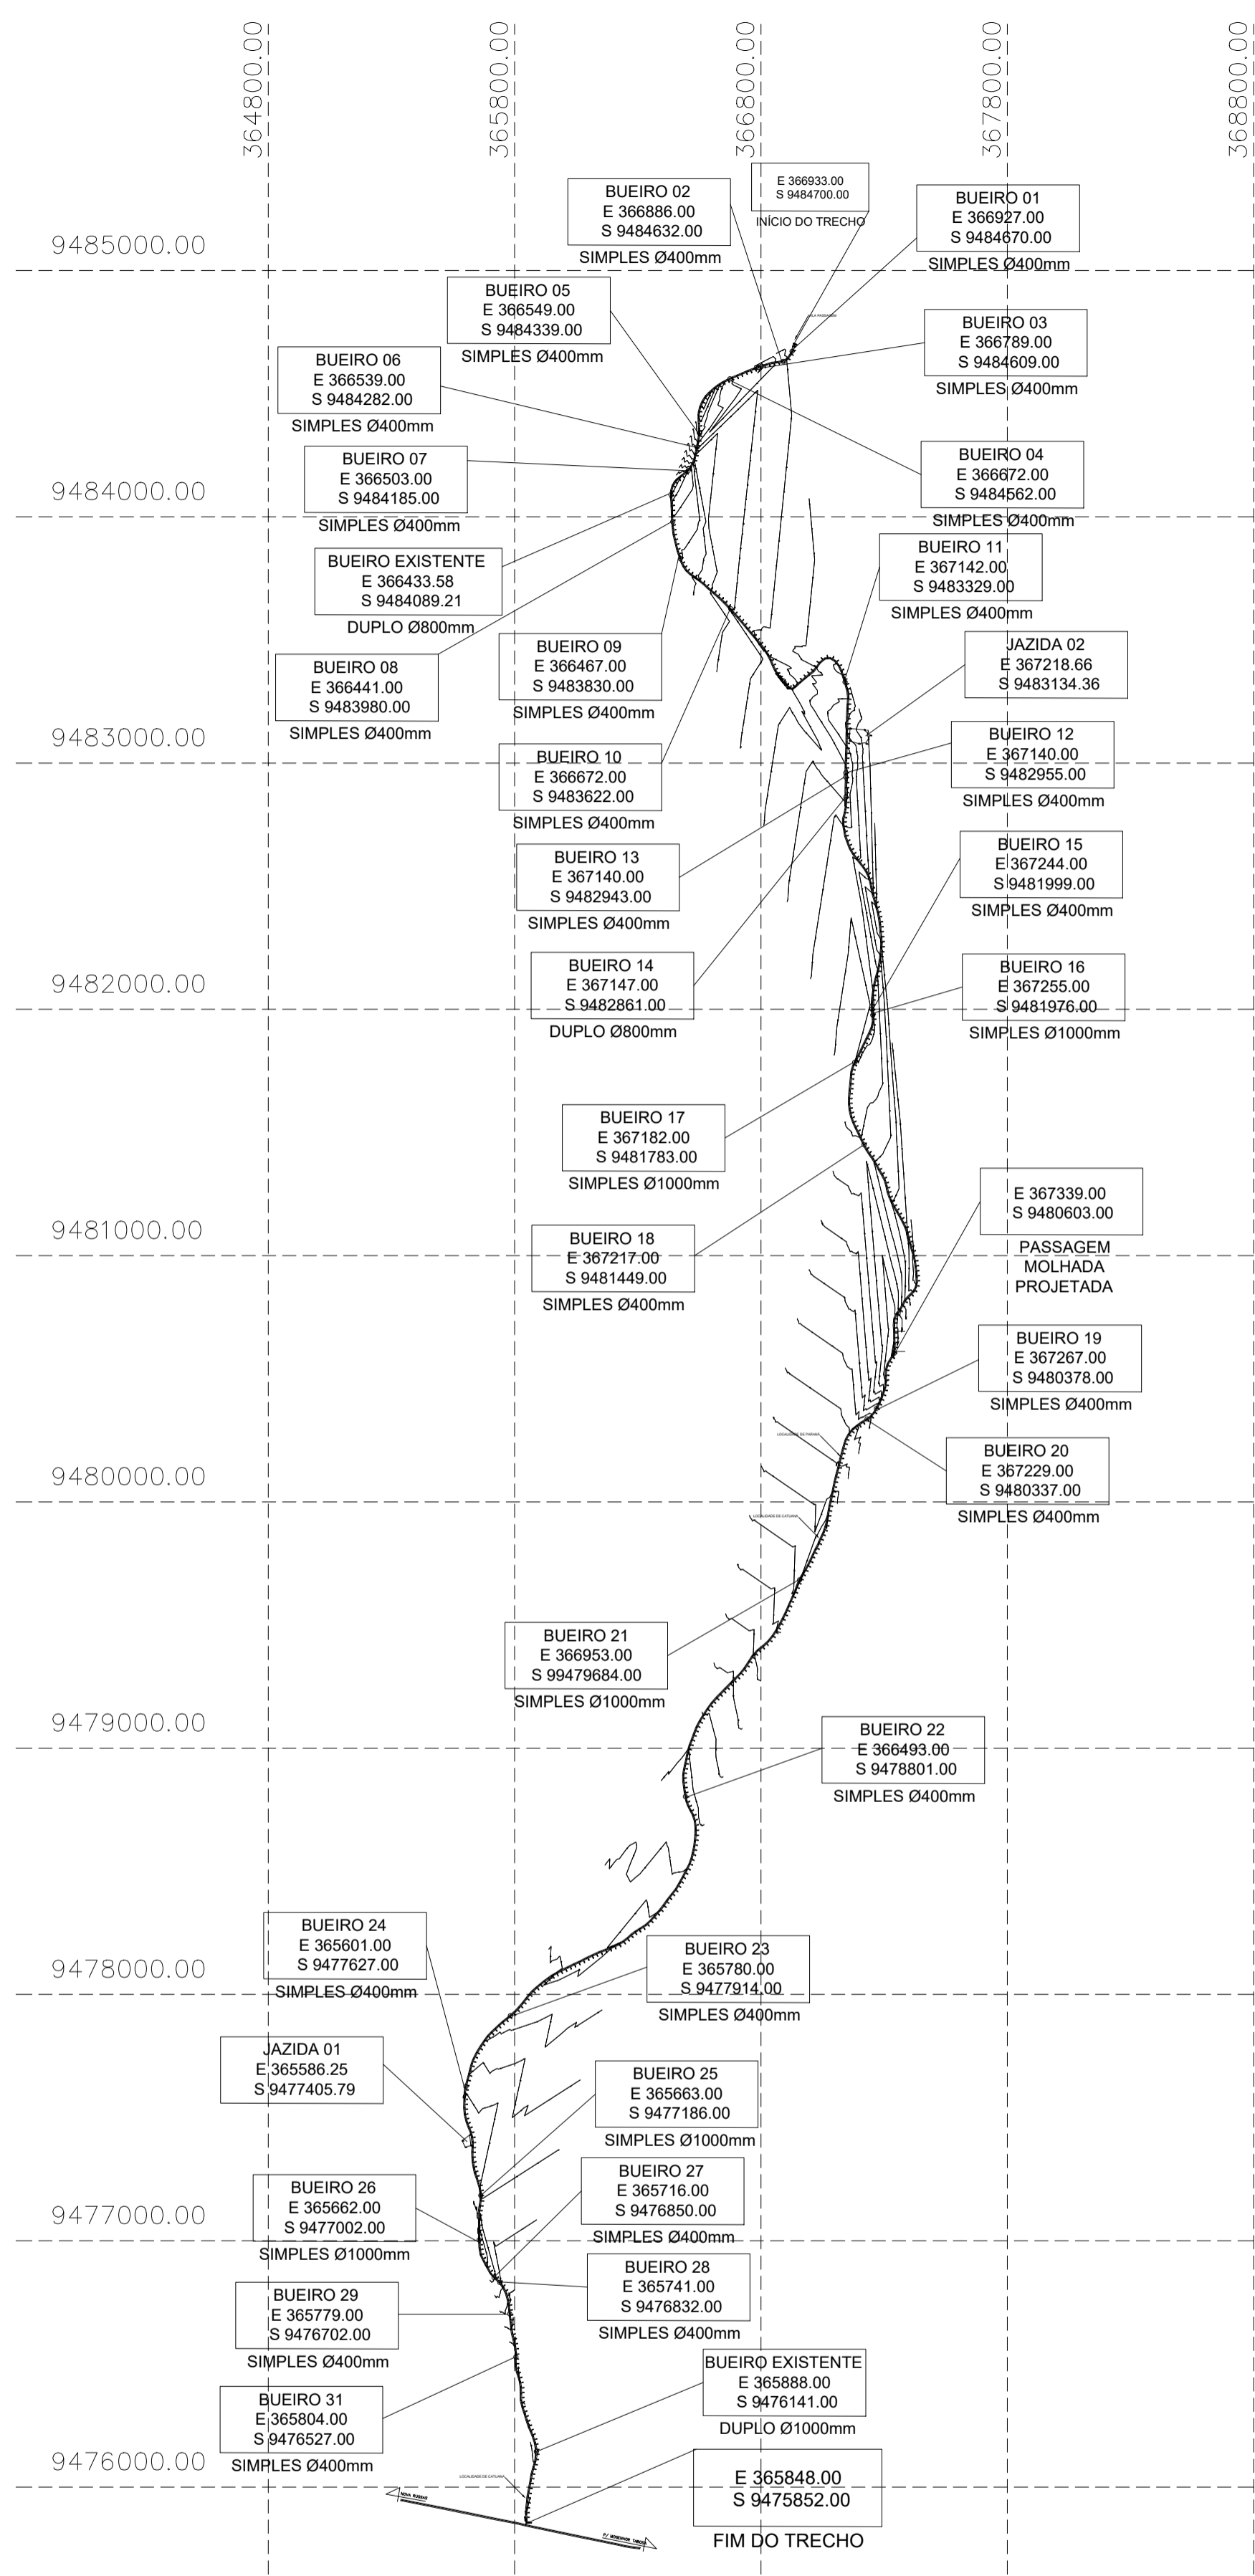 364800.00
365800.00
366800.00
367800.00
368800.00
E 366933.00
S 9484700.00
INÍCIO DO TRECHO
BUEIRO 02
E 366886.00
S 9484632.00
SIMPLES Ø400mm
BUEIRO 01
E 366927.00
S 9484670.00
SIMPLES Ø400mm
9485000.00
BUEIRO 05
E 366549.00
S 9484339.00
SIMPLES Ø400mm
BUEIRO 03
E 366789.00
S 9484609.00
SIMPLES Ø400mm
BUEIRO 06
E 366539.00
S 9484282.00
SIMPLES Ø400mm
BUEIRO 07
E 366503.00
S 9484185.00
SIMPLES Ø400mm
BUEIRO 04
E 366672.00
S 9484562.00
SIMPLES Ø400mm
9484000.00
BUEIRO EXISTENTE
E 366433.58
S 9484089.21
DUPLO Ø800mm
BUEIRO 11
E 367142.00
S 9483329.00
SIMPLES Ø400mm
BUEIRO 09
E 366467.00
S 9483830.00
SIMPLES Ø400mm
JAZIDA 02
E 367218.66
S 9483134.36
BUEIRO 08
E 366441.00
S 9483980.00
SIMPLES Ø400mm
9483000.00
BUEIRO 10
E 366672.00
S 9483622.00
SIMPLES Ø400mm
BUEIRO 12
E 367140.00
S 9482955.00
SIMPLES Ø400mm
BUEIRO 13
E 367140.00
S 9482943.00
SIMPLES Ø400mm
BUEIRO 15
E 367244.00
S 9481999.00
SIMPLES Ø400mm
BUEIRO 14
E 367147.00
S 9482861.00
DUPLO Ø800mm
BUEIRO 16
E 367255.00
S 9481976.00
SIMPLES Ø1000mm
9482000.00
BUEIRO 17
E 367182.00
S 9481783.00
SIMPLES Ø1000mm
E 367339.00
S 9480603.00
PASSAGEM
MOLHADA
PROJETADA
9481000.00
BUEIRO 18
E 367217.00
S 9481449.00
SIMPLES Ø400mm
BUEIRO 19
E 367267.00
S 9480378.00
SIMPLES Ø400mm
BUEIRO 20
E 367229.00
S 9480337.00
SIMPLES Ø400mm
9480000.00
LOCALIDADE DE CATUANA
BUEIRO 21
E 366953.00
S 99479684.00
SIMPLES Ø1000mm
9479000.00
BUEIRO 22
E 366493.00
S 9478801.00
SIMPLES Ø400mm
BUEIRO 24
E 365601.00
S 9477627.00
SIMPLES Ø400mm
BUEIRO 23
E 365780.00
S 9477914.00
SIMPLES Ø400mm
9478000.00
JAZIDA 01
E 365586.25
S 9477405.79
BUEIRO 25
E 365663.00
S 9477186.00
SIMPLES Ø1000mm
BUEIRO 26
E 365662.00
S 9477002.00
SIMPLES Ø1000mm
BUEIRO 27
E 365716.00
S 9476850.00
SIMPLES Ø400mm
9477000.00
BUEIRO 28
E 365741.00
S 9476832.00
SIMPLES Ø400mm
BUEIRO 29
E 365779.00
S 9476702.00
SIMPLES Ø400mm
BUEIRO EXISTENTE
E 365888.00
S 9476141.00
DUPLO Ø1000mm
BUEIRO 31
E 365804.00
S 9476527.00
SIMPLES Ø400mm
9476000.00
LOCALIDADE DE CATUANA
E 365848.00
S 9475852.00
FIM DO TRECHO
NOVA RUSSAS
P/ MONSENHOR TABOSA